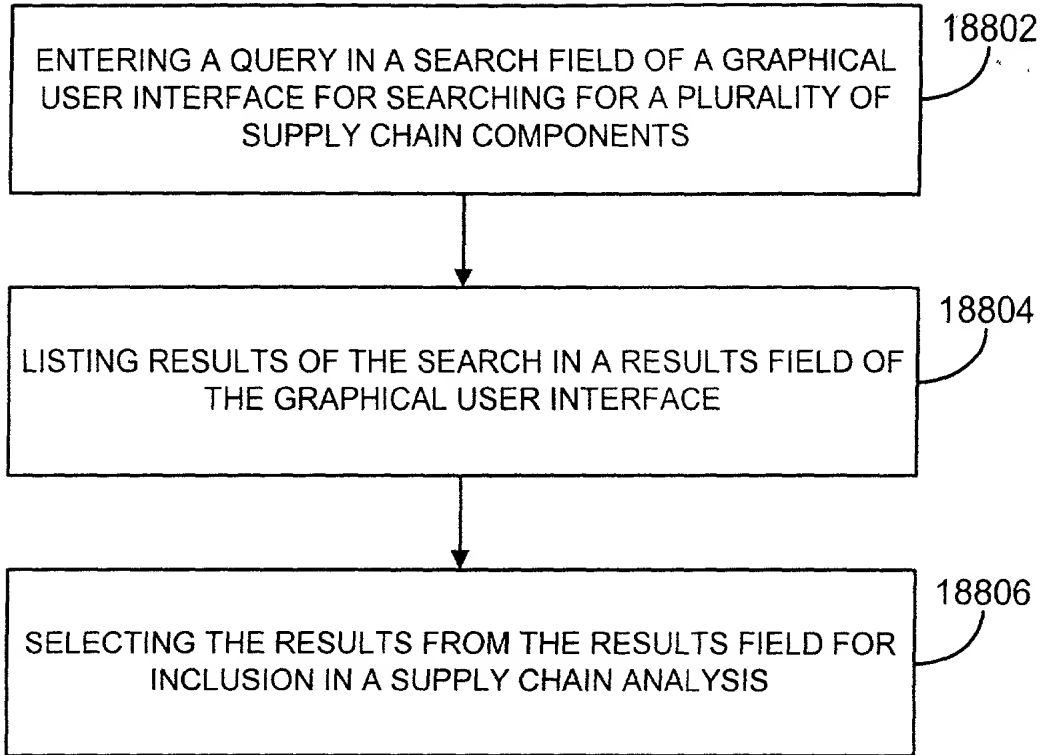 18802
ENTERING A QUERY IN A SEARCH FIELD OF A GRAPHICAL
USER INTERFACE FOR SEARCHING FOR A PLURALITY OF
SUPPLY CHAIN COMPONENTS
18804
LISTING RESULTS OF THE SEARCH IN A RESULTS FIELD OF
THE GRAPHICAL USER INTERFACE
18806
SELECTING THE RESULTS FROM THE RESULTS FIELD FOR
INCLUSION IN A SUPPLY CHAIN ANALYSIS